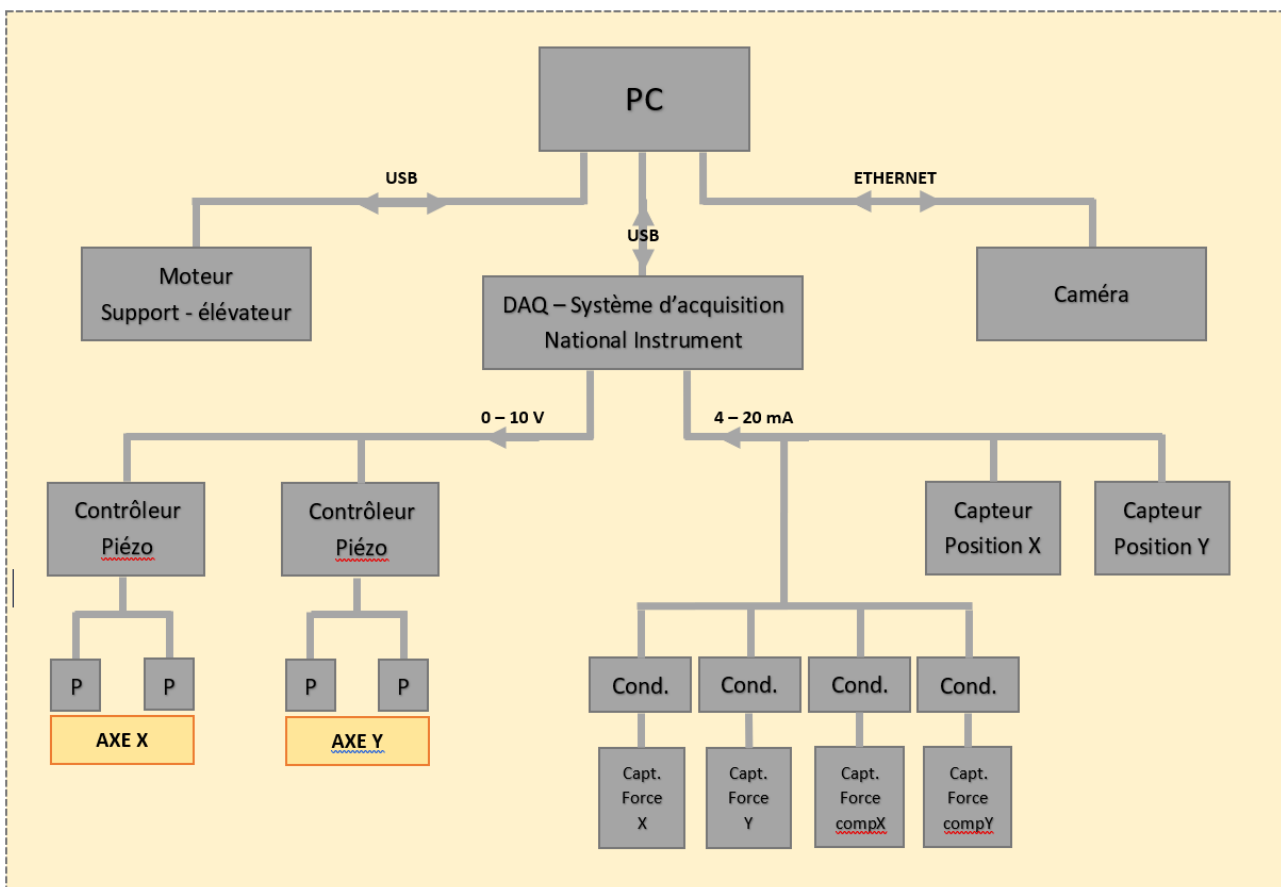 PC
USB
ETHERNET
USB
Moteur
Support - élévateur
DAQ – Système d’acquisition
National Instrument
Caméra
0 – 10 V
4 – 20 mA
Contrôleur
Piézo
Contrôleur
Piézo
Capteur
Position X
Capteur
Position Y
P
P
P
P
AXE X
AXE Y
Cond.
Cond.
Cond.
Cond.
Capt.
Force
X
Capt.
Force
Y
Capt.
Force
compX
Capt.
Force
compY